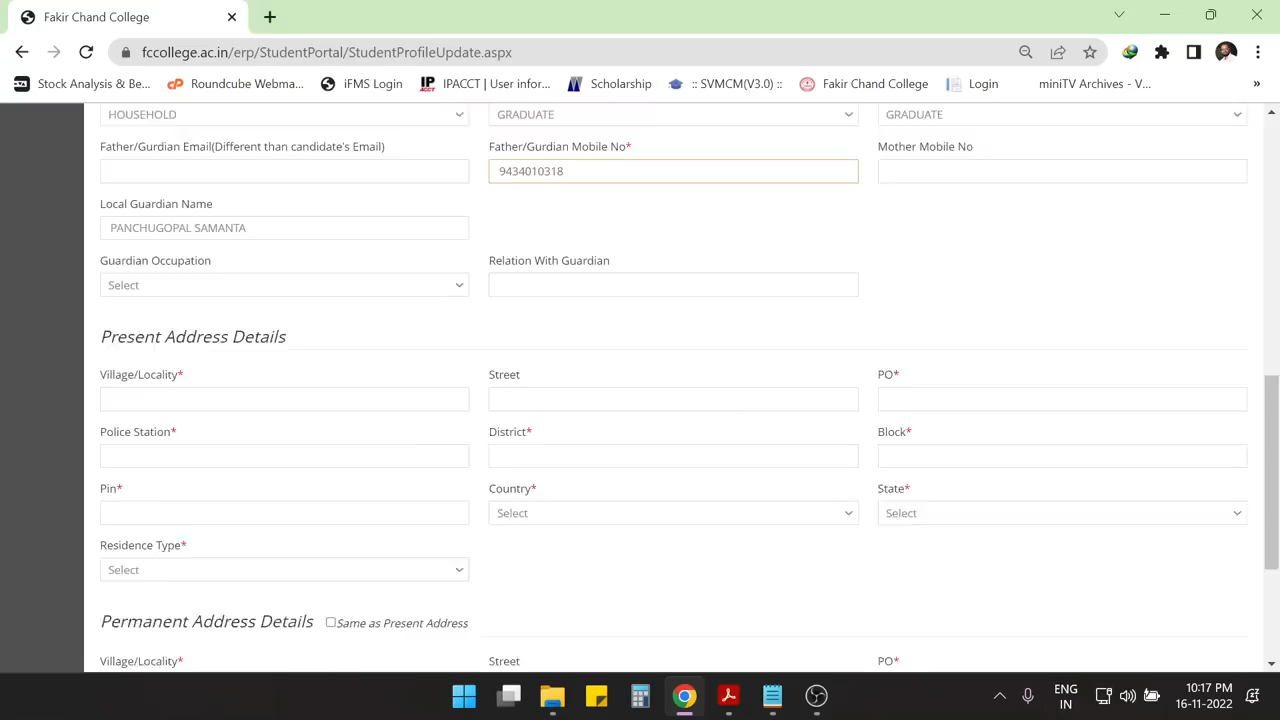 Fakir Chand College
fccollege.ac.in/erp/StudentPortal/StudentProfileUpdate.aspx
Stock Analysis & Be... Roundcube Webma... iFMS Login IPACCT | User infor... Scholarship :: SVMCM(V3.0) :: Fakir Chand College Login miniTV Archives - V... »
HOUSEHOLD GRADUATE GRADUATE
Father/Gurdian Email(Different than candidate's Email) Father/Gurdian Mobile No* Mother Mobile No
9434010318
Local Guardian Name
PANCHUGOPAL SAMANTA
Guardian Occupation Relation With Guardian
Select
Present Address Details
Village/Locality* Street PO*
Police Station* District* Block*
Pin* Country* State*
Select Select
Residence Type*
Select
Permanent Address Details Same as Present Address
Village/Locality* Street PO*
ENG 10:17 PM
IN 16-11-2022